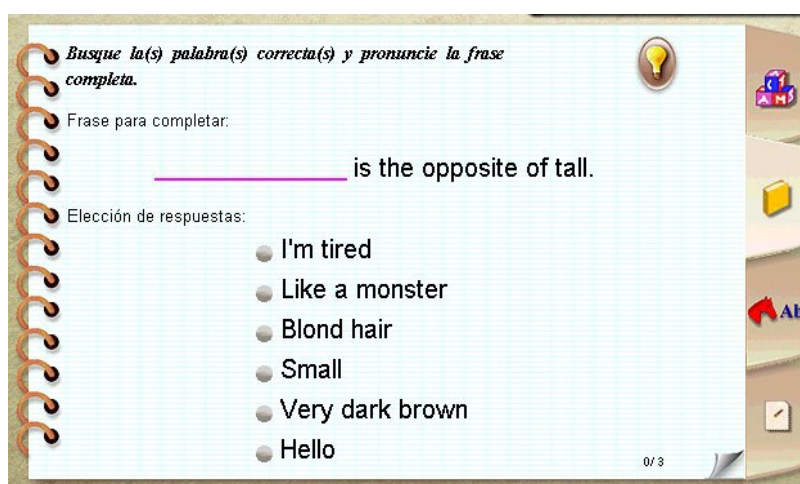 Busque la(s) palabra(s) correcta(s) y pronuncie la frase
completa.
Frase para completar:
is the opposite of tall.
Elección de respuestas:
I'm tired
Like a monster
Blond hair
Small
Very dark brown
Hello
0/3
A M S
Ab